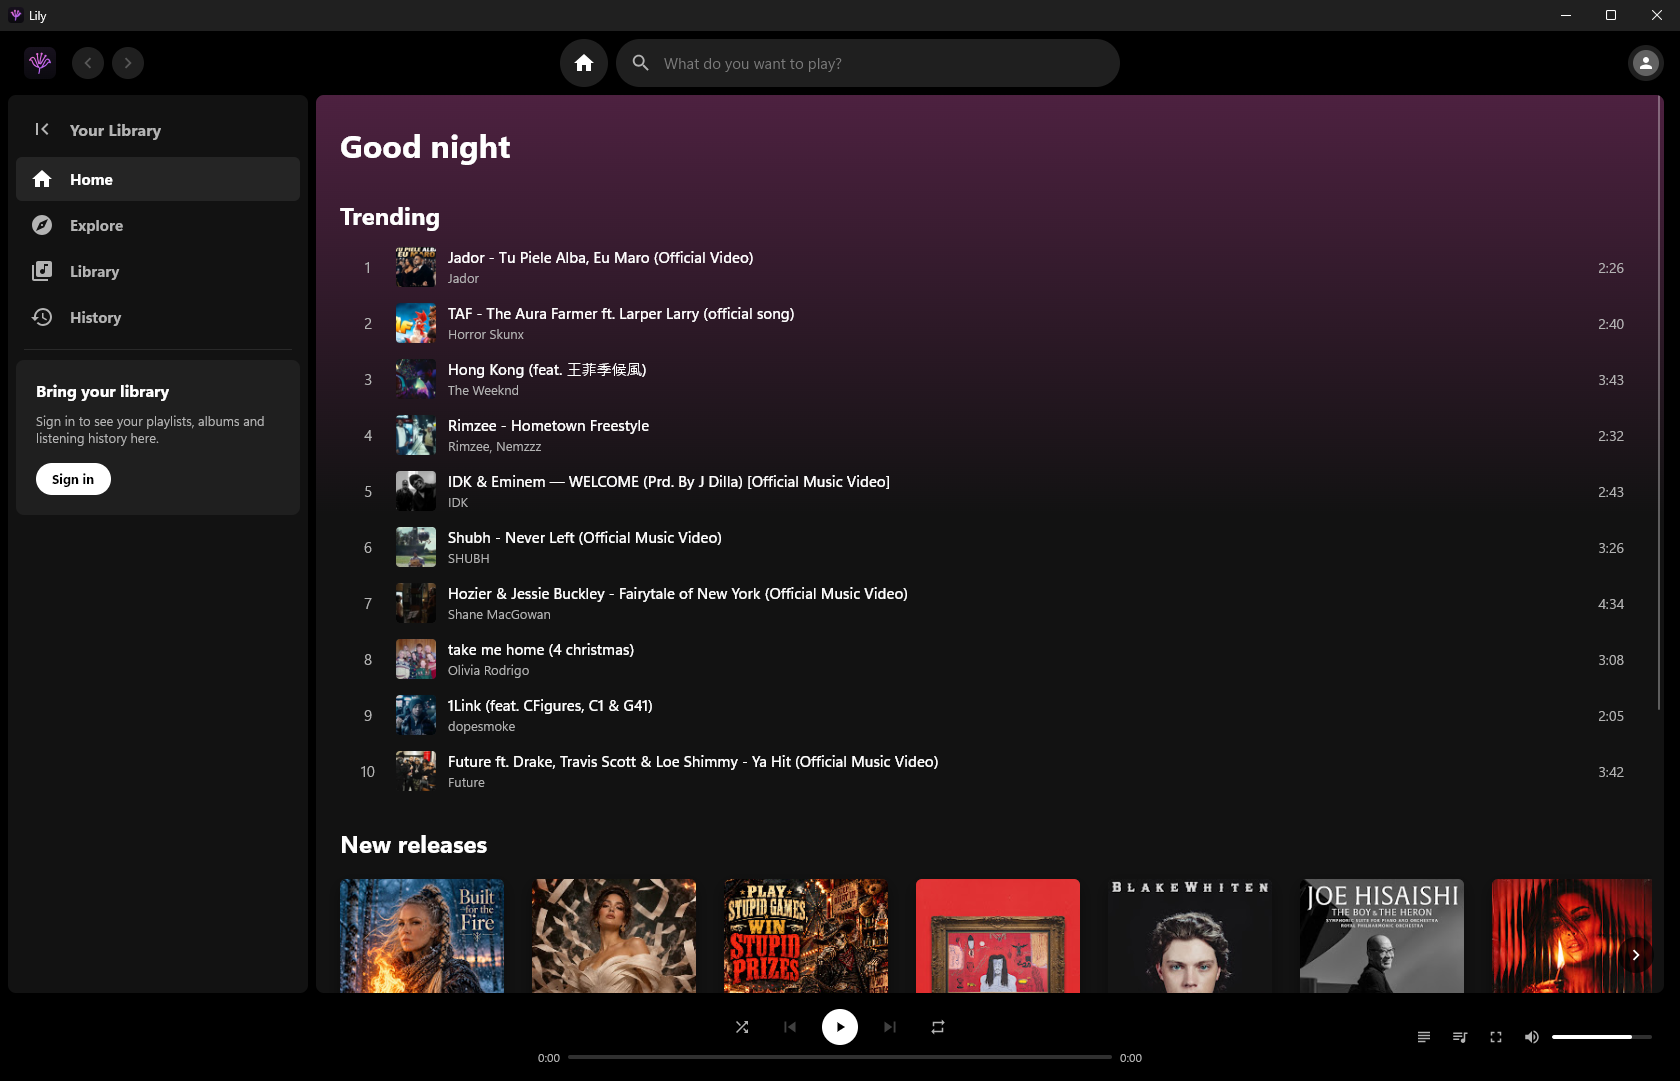 Lily
What do you want to play?
Your Library
Home
Explore
Library
History
Bring your library
Sign in to see your playlists, albums and
listening history here.
Sign in
Good night
Trending
1
Jador - Tu Piele Alba, Eu Maro (Official Video)
Jador
2:26
2
TAF - The Aura Farmer ft. Larper Larry (official song)
Horror Skunx
2:40
3
Hong Kong (feat. 王菲季候風)
The Weeknd
3:43
4
Rimzee - Hometown Freestyle
Rimzee, Nemzzz
2:32
5
IDK & Eminem — WELCOME (Prd. By J Dilla) [Official Music Video]
IDK
2:43
6
Shubh - Never Left (Official Music Video)
SHUBH
3:26
7
Hozier & Jessie Buckley - Fairytale of New York (Official Music Video)
Shane MacGowan
4:34
8
take me home (4 christmas)
Olivia Rodrigo
3:08
9
1Link (feat. CFigures, C1 & G41)
dopesmoke
2:05
10
Future ft. Drake, Travis Scott & Loe Shimmy - Ya Hit (Official Music Video)
Future
3:42
New releases
Built
for the
Fire
PLAY
STUPID GAMES,
WIN
STUPID
PRIZES
BLAKE WHITEN
JOE HISAISHI
THE BOY & THE HERON
SYMPHONIC SUITE FOR PIANO AND ORCHESTRA
ROYAL PHILHARMONIC ORCHESTRA
0:00
0:00